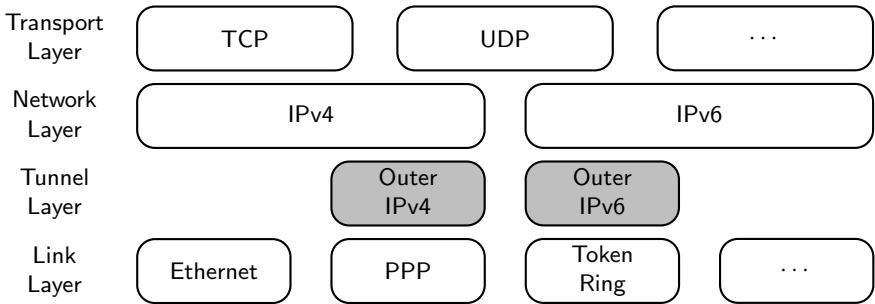 Transport
Layer
TCP
UDP
···
Network
Layer
IPv4
IPv6
Tunnel
Layer
Outer
IPv4
Outer
IPv6
Link
Layer
Ethernet
PPP
Token
Ring
···